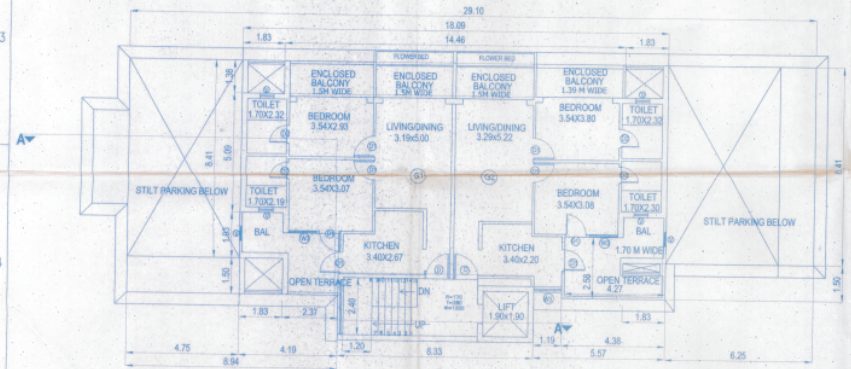 29.10
18.09
1.83
14.46
1.83
3
FLOWERBED
FLOWER BED
ENCLOSED
BALCONY
1.5M WIDE
ENCLOSED
BALCONY
1.5M WIDE
ENCLOSED
BALCONY
1.5M WIDE
ENCLOSED
BALCONY
1.39 M WIDE
1.38
TOILET
1.70X2.32
BEDROOM
3.54X2.93
LIVING/DINING
3.19x5.00
LIVING/DINING
3.29x5.22
BEDROOM
3.54X3.80
TOILET
1.70X2.32
A
8.41
5.09
8.41
STILT PARKING BELOW
TOILET
1.70X2.19
BEDROOM
3.54X3.07
BEDROOM
3.54X3.08
TOILET
1.70X2.30
STILT PARKING BELOW
BAL
BAL
1.70 M WIDE
KITCHEN
3.40X2.67
KITCHEN
3.40x2.20
2.58
1.50
OPEN TERRACE
OPEN TERRACE
4.27
1.50
DN
UP
2.40
LIFT
1.90x1.90
1.83
2.37
1.83
A
1.20
6.33
1.19
4.38
4.75
4.19
5.57
6.25
8.94